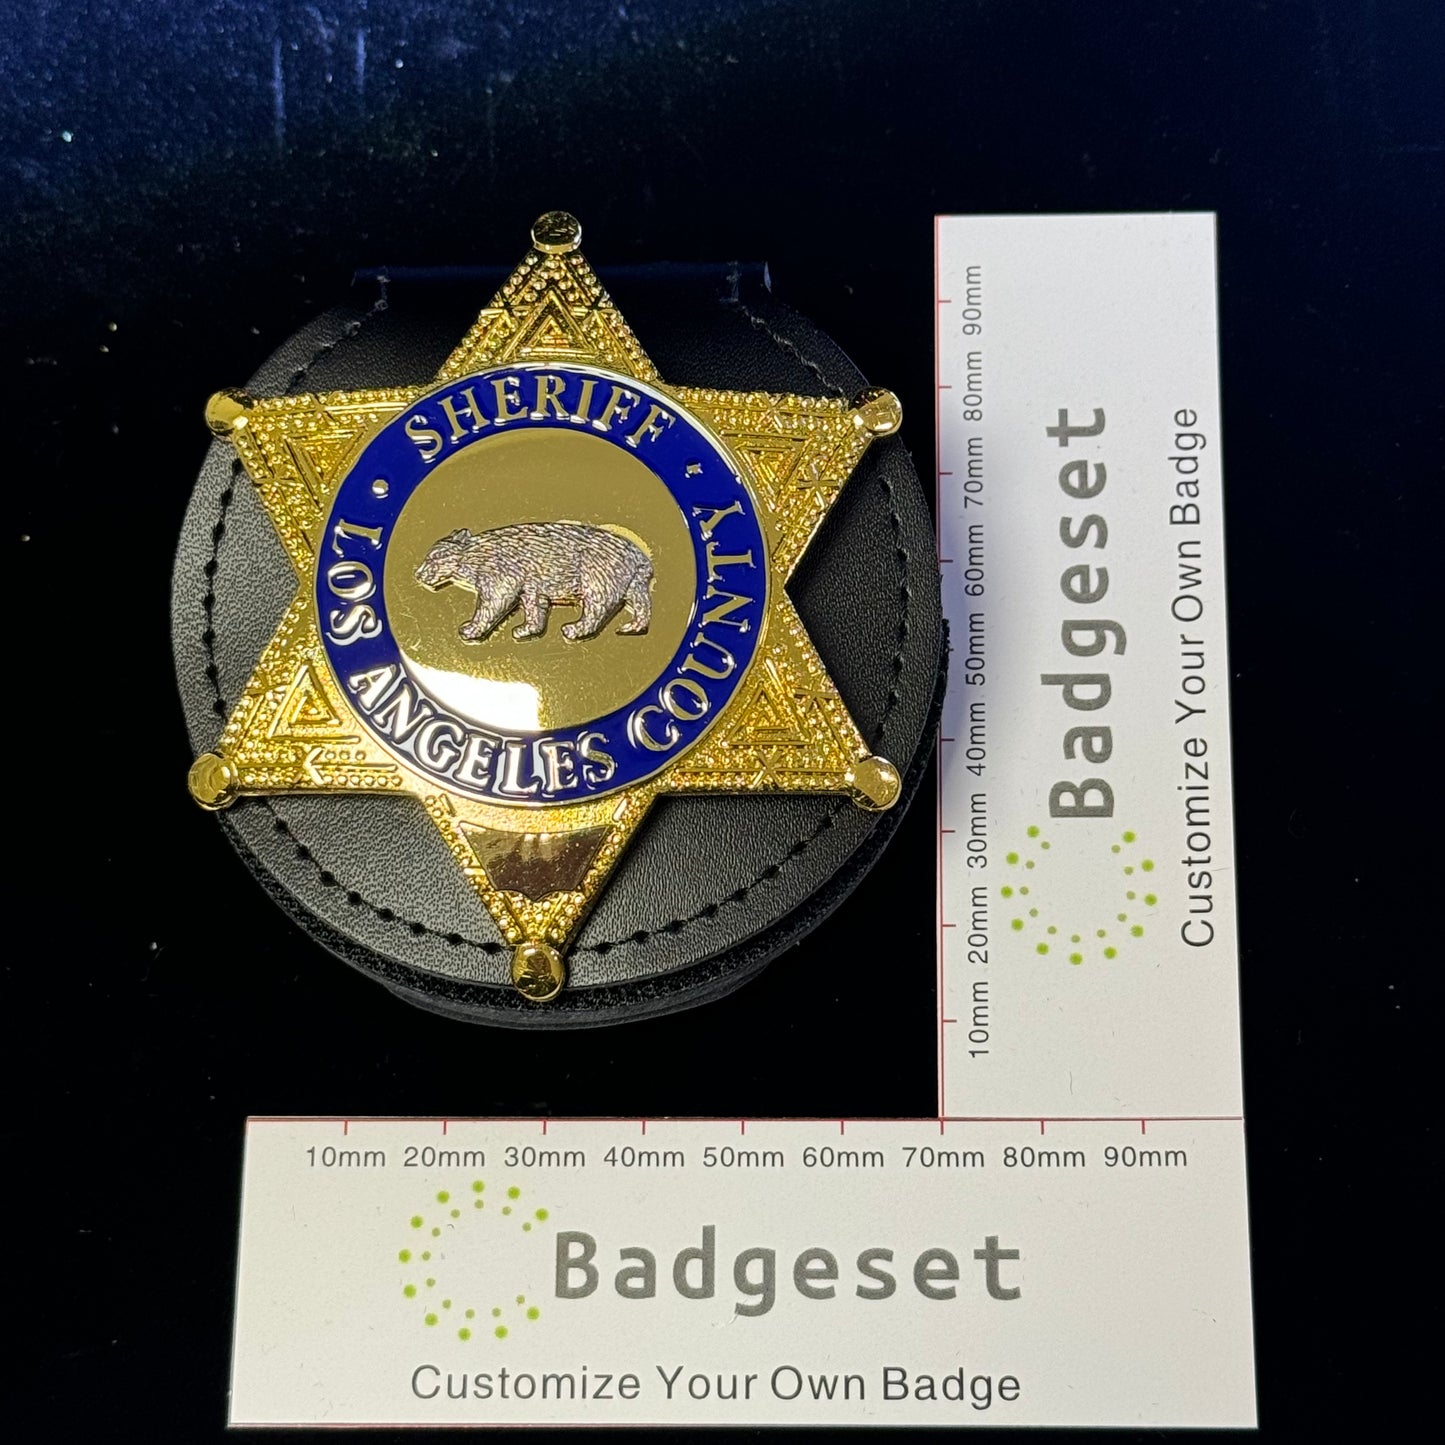 · SHERIFF ·
LOS ANGELES COUNTY
90mm
80mm
70mm
60mm
50mm
40mm
30mm
20mm
10mm
Badgeset
Customize Your Own Badge
10mm 20mm 30mm 40mm 50mm 60mm 70mm 80mm 90mm
Badgeset
Customize Your Own Badge